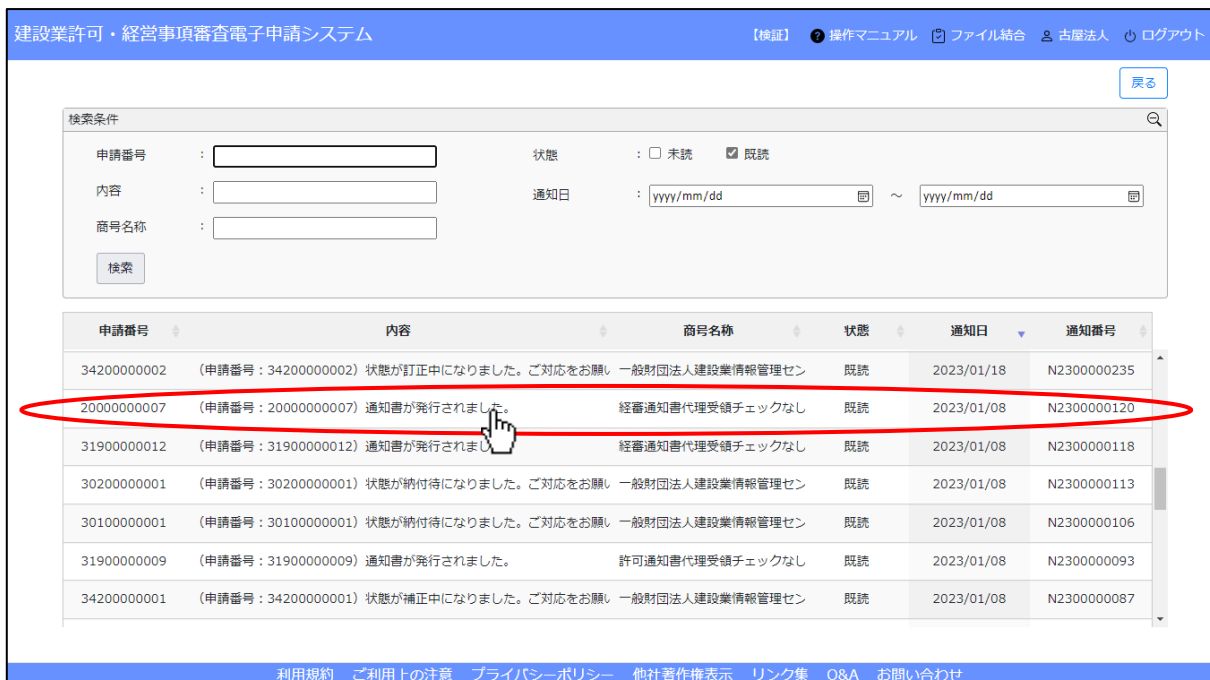 建設業許可・経営事項審査電子申請システム 【検証】 操作マニュアル ファイル結合 古屋法人 ログアウト
戻る
検索条件
申請番号 : 状態 : 未読 既読
内容 : 通知日 : yyyy/mm/dd ～ yyyy/mm/dd
商号名称 :
検索
申請番号 内容 商号名称 状態 通知日 通知番号
34200000002 (申請番号：34200000002) 状態が訂正中になりました。ご対応をお願い 一般財団法人建設業情報管理セン 既読 2023/01/18 N2300000235
20000000007 (申請番号：20000000007) 通知書が発行されました。 経審通知書代理受領チェックなし 既読 2023/01/08 N2300000120
31900000012 (申請番号：31900000012) 通知書が発行されまし 経審通知書代理受領チェックなし 既読 2023/01/08 N2300000118
30200000001 (申請番号：30200000001) 状態が納付待になりました。ご対応をお願い 一般財団法人建設業情報管理セン 既読 2023/01/08 N2300000113
30100000001 (申請番号：30100000001) 状態が納付待になりました。ご対応をお願い 一般財団法人建設業情報管理セン 既読 2023/01/08 N2300000106
31900000009 (申請番号：31900000009) 通知書が発行されました。 許可通知書代理受領チェックなし 既読 2023/01/08 N2300000093
34200000001 (申請番号：34200000001) 状態が補正中になりました。ご対応をお願い 一般財団法人建設業情報管理セン 既読 2023/01/08 N2300000087
利用規約 ご利用上の注意 プライバシーポリシー 他社著作権表示 リンク集 Q&A お問い合わせ